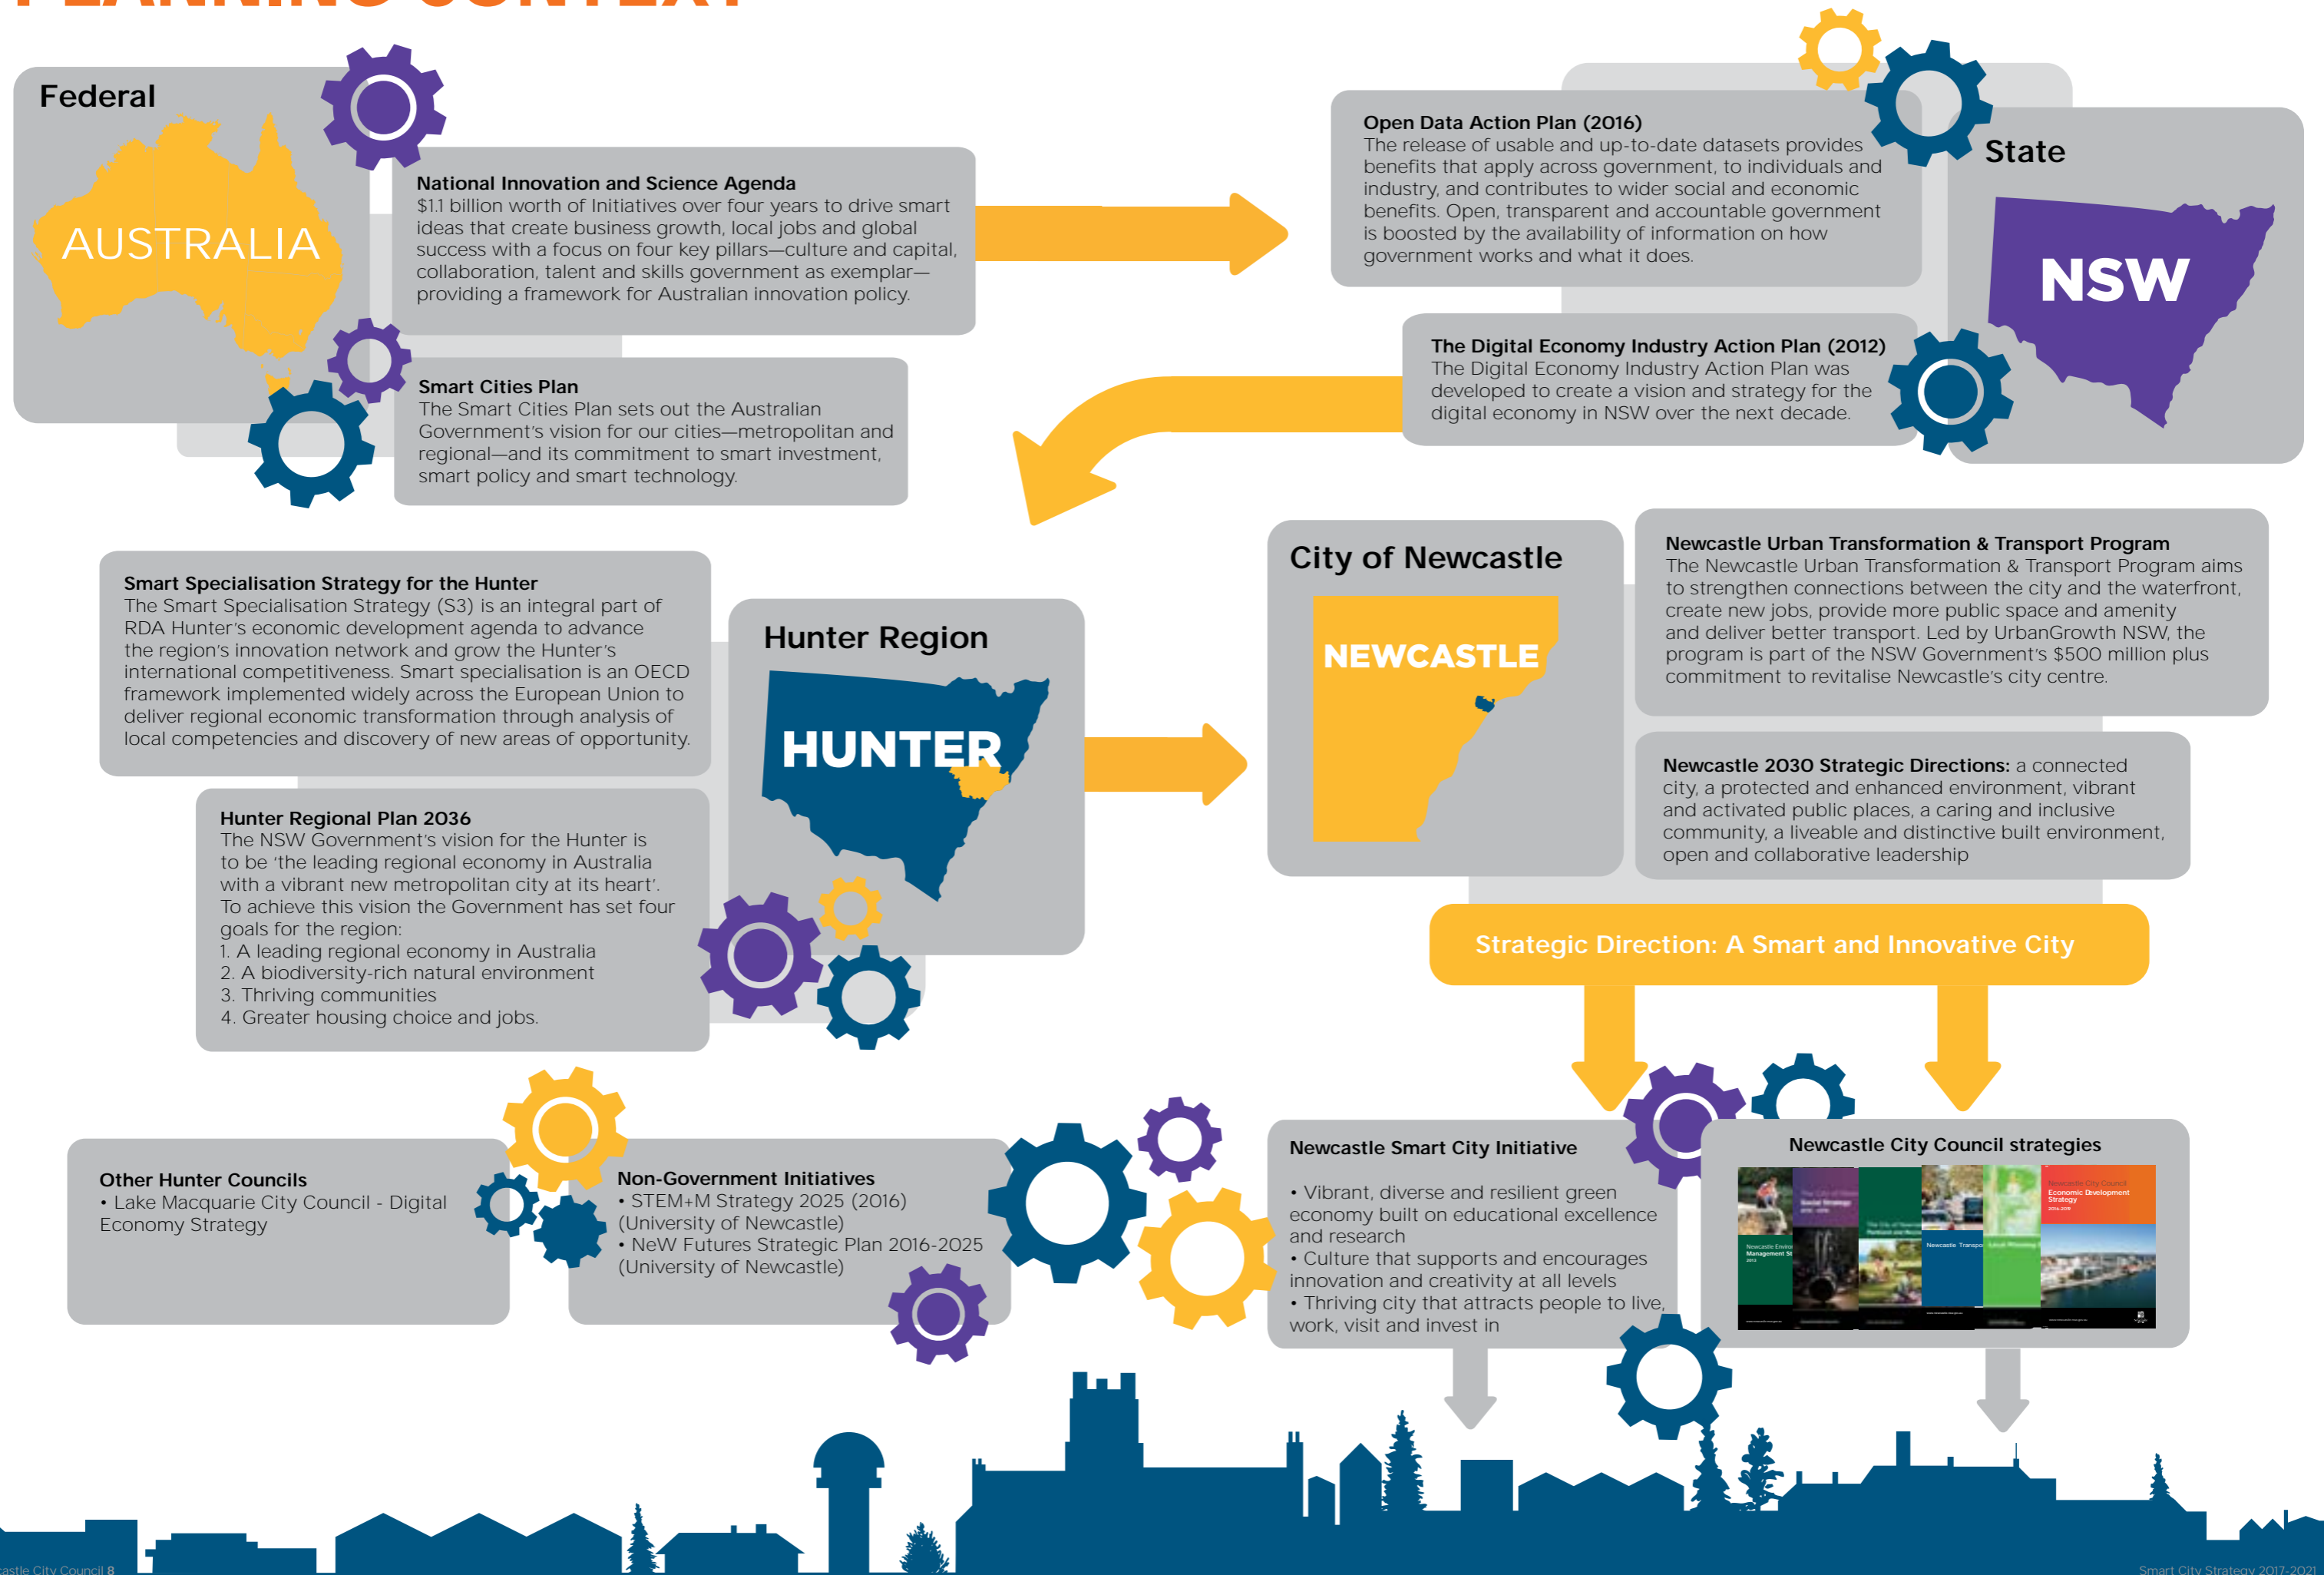 PLANNING CONTEXT
Federal
AUSTRALIA
National Innovation and Science Agenda
$1.1 billion worth of Initiatives over four years to drive smart
ideas that create business growth, local jobs and global
success with a focus on four key pillars—culture and capital,
collaboration, talent and skills government as exemplar—
providing a framework for Australian innovation policy.
Smart Cities Plan
The Smart Cities Plan sets out the Australian
Government's vision for our cities—metropolitan and
regional—and its commitment to smart investment,
smart policy and smart technology.
Open Data Action Plan (2016)
The release of usable and up-to-date datasets provides
benefits that apply across government, to individuals and
industry, and contributes to wider social and economic
benefits. Open, transparent and accountable government
is boosted by the availability of information on how
government works and what it does.
State
NSW
The Digital Economy Industry Action Plan (2012)
The Digital Economy Industry Action Plan was
developed to create a vision and strategy for the
digital economy in NSW over the next decade.
Smart Specialisation Strategy for the Hunter
The Smart Specialisation Strategy (S3) is an integral part of
RDA Hunter's economic development agenda to advance
the region's innovation network and grow the Hunter's
international competitiveness. Smart specialisation is an OECD
framework implemented widely across the European Union to
deliver regional economic transformation through analysis of
local competencies and discovery of new areas of opportunity.
Hunter Region
HUNTER
Hunter Regional Plan 2036
The NSW Government's vision for the Hunter is
to be 'the leading regional economy in Australia
with a vibrant new metropolitan city at its heart'.
To achieve this vision the Government has set four
goals for the region:
1. A leading regional economy in Australia
2. A biodiversity-rich natural environment
3. Thriving communities
4. Greater housing choice and jobs.
City of Newcastle
NEWCASTLE
Newcastle Urban Transformation & Transport Program
The Newcastle Urban Transformation & Transport Program aims
to strengthen connections between the city and the waterfront,
create new jobs, provide more public space and amenity
and deliver better transport. Led by UrbanGrowth NSW, the
program is part of the NSW Government's $500 million plus
commitment to revitalise Newcastle's city centre.
Newcastle 2030 Strategic Directions: a connected
city, a protected and enhanced environment, vibrant
and activated public places, a caring and inclusive
community, a liveable and distinctive built environment,
open and collaborative leadership
Strategic Direction: A Smart and Innovative City
Other Hunter Councils
• Lake Macquarie City Council - Digital
Economy Strategy
Non-Government Initiatives
• STEM+M Strategy 2025 (2016)
(University of Newcastle)
• NeW Futures Strategic Plan 2016-2025
(University of Newcastle)
Newcastle Smart City Initiative
• Vibrant, diverse and resilient green
economy built on educational excellence
and research
• Culture that supports and encourages
innovation and creativity at all levels
• Thriving city that attracts people to live,
work, visit and invest in
Newcastle City Council strategies
Newcastle Enviro
Management St
Social Strategy
Newcastle Transpo
Newcastle City Council
Economic Development
Strategy
castle City Council 8
Smart City Strategy 2017-2021